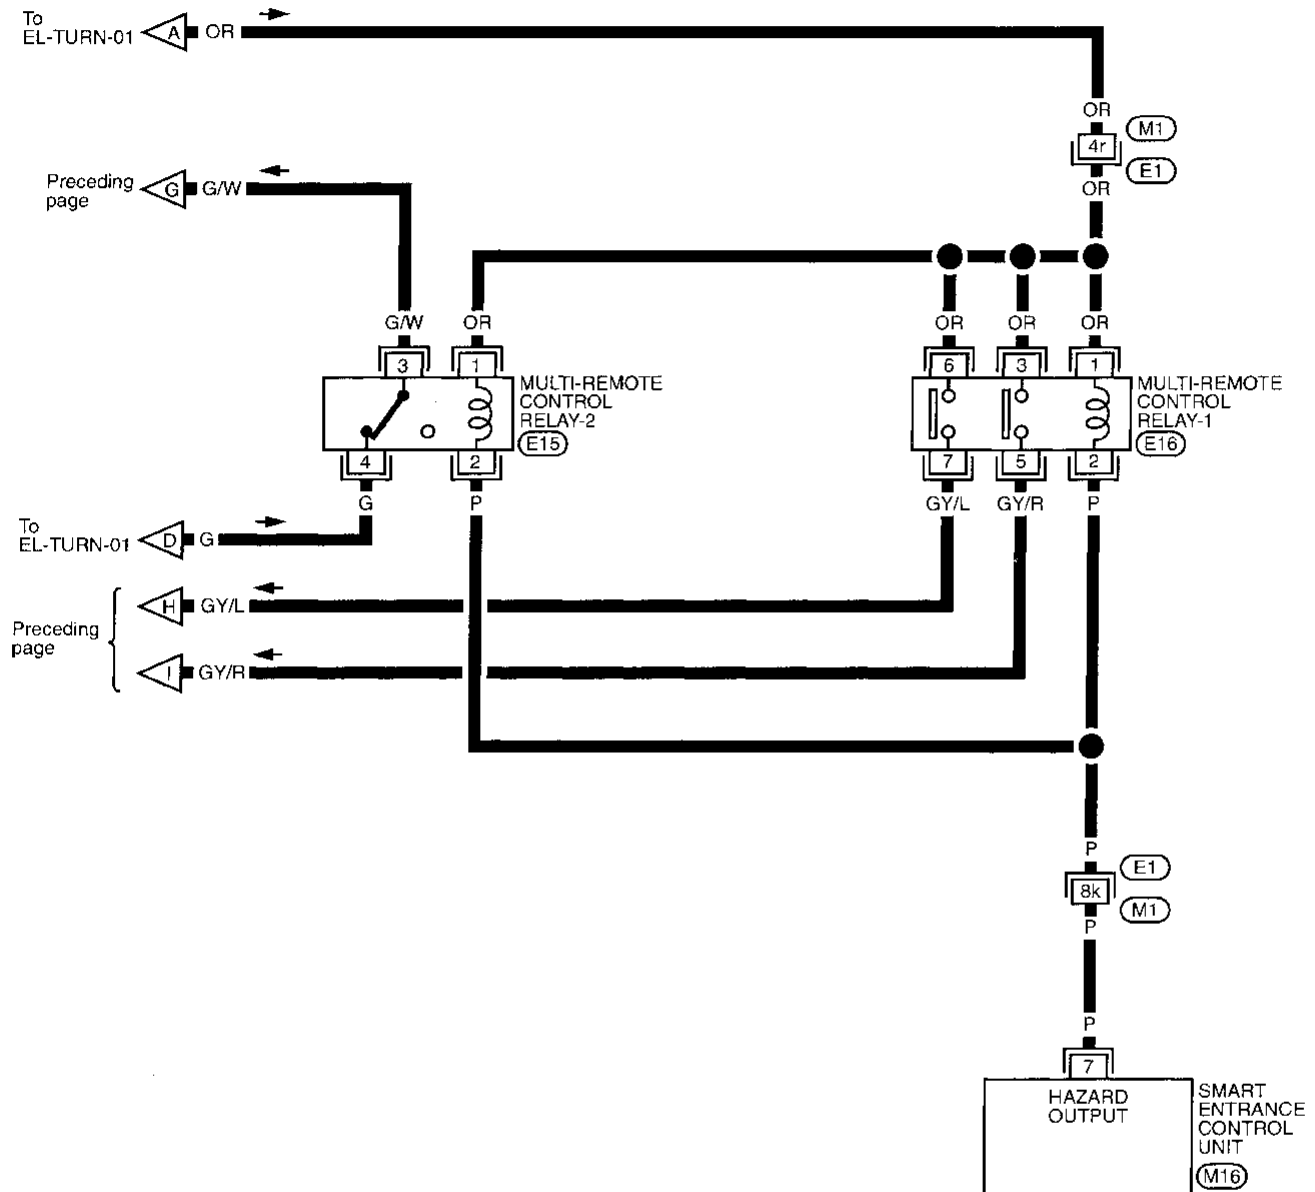 To
EL-TURN-01
A
OR
OR
4r
M1
E1
OR
Preceding
page
G
G/W
G/W
OR
OR
OR
OR
3
1
6
3
1
MULTI-REMOTE
CONTROL
RELAY-2
E15
MULTI-REMOTE
CONTROL
RELAY-1
E16
4
2
7
5
2
G
P
GY/L
GY/R
P
To
EL-TURN-01
D
G
Preceding
page
H
GY/L
I
GY/R
P
E1
8k
M1
P
P
7
HAZARD
OUTPUT
SMART
ENTRANCE
CONTROL
UNIT
M16